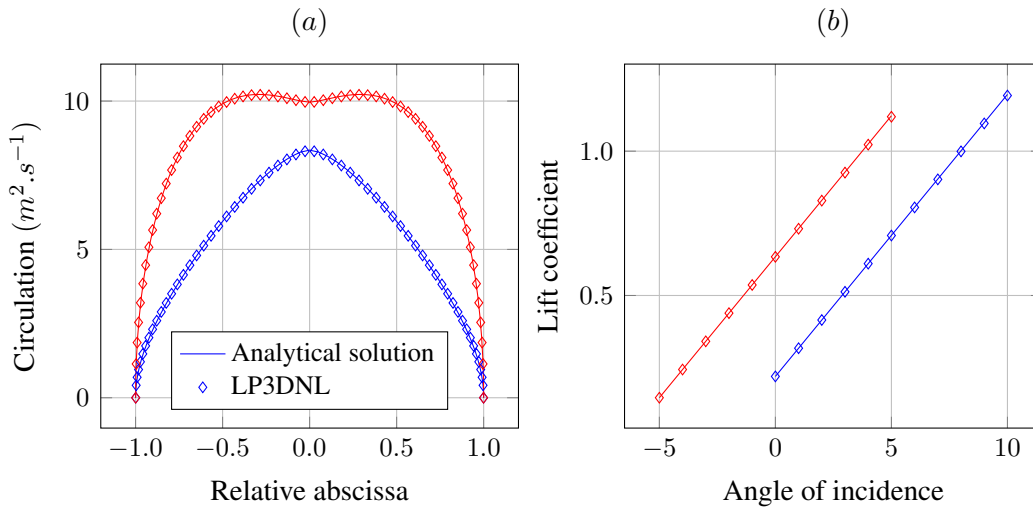 (a)
Circulation (m².s⁻¹)
10
5
0
Analytical solution
LP3DNL
−1.0 −0.5 0.0 0.5 1.0
Relative abscissa
(b)
Lift coefficient
1.0
0.5
−5 0 5 10
Angle of incidence